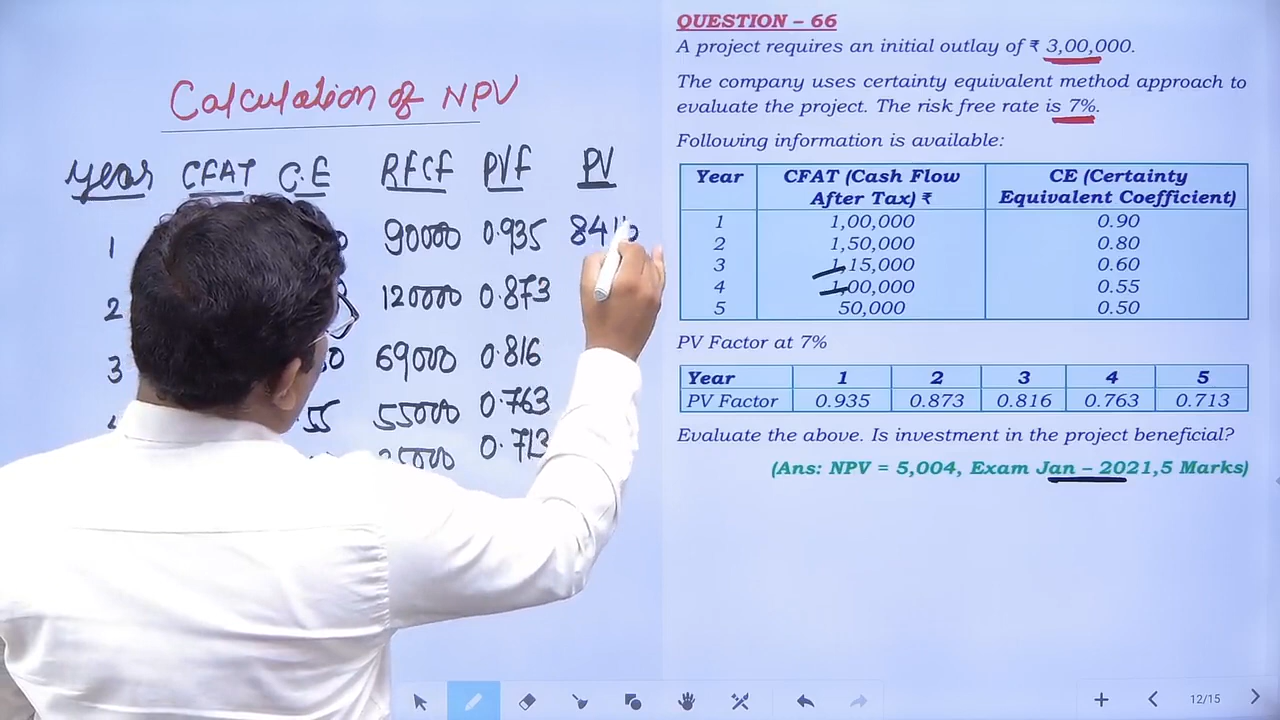 Calculation of NPV
Year CFAT C.E RFCF PVF PV
1 90000 0.935 84
2 120000 0.873
3 69000 0.816
55 55000 0.763
0.713
QUESTION – 66
A project requires an initial outlay of ₹ 3,00,000.
The company uses certainty equivalent method approach to
evaluate the project. The risk free rate is 7%.
Following information is available:
Year CFAT (Cash Flow After Tax) ₹ CE (Certainty Equivalent Coefficient)
1 1,00,000 0.90
2 1,50,000 0.80
3 1,15,000 0.60
4 1,00,000 0.55
5 50,000 0.50
PV Factor at 7%
Year 1 2 3 4 5
PV Factor 0.935 0.873 0.816 0.763 0.713
Evaluate the above. Is investment in the project beneficial?
(Ans: NPV = 5,004, Exam Jan – 2021,5 Marks)
12/15